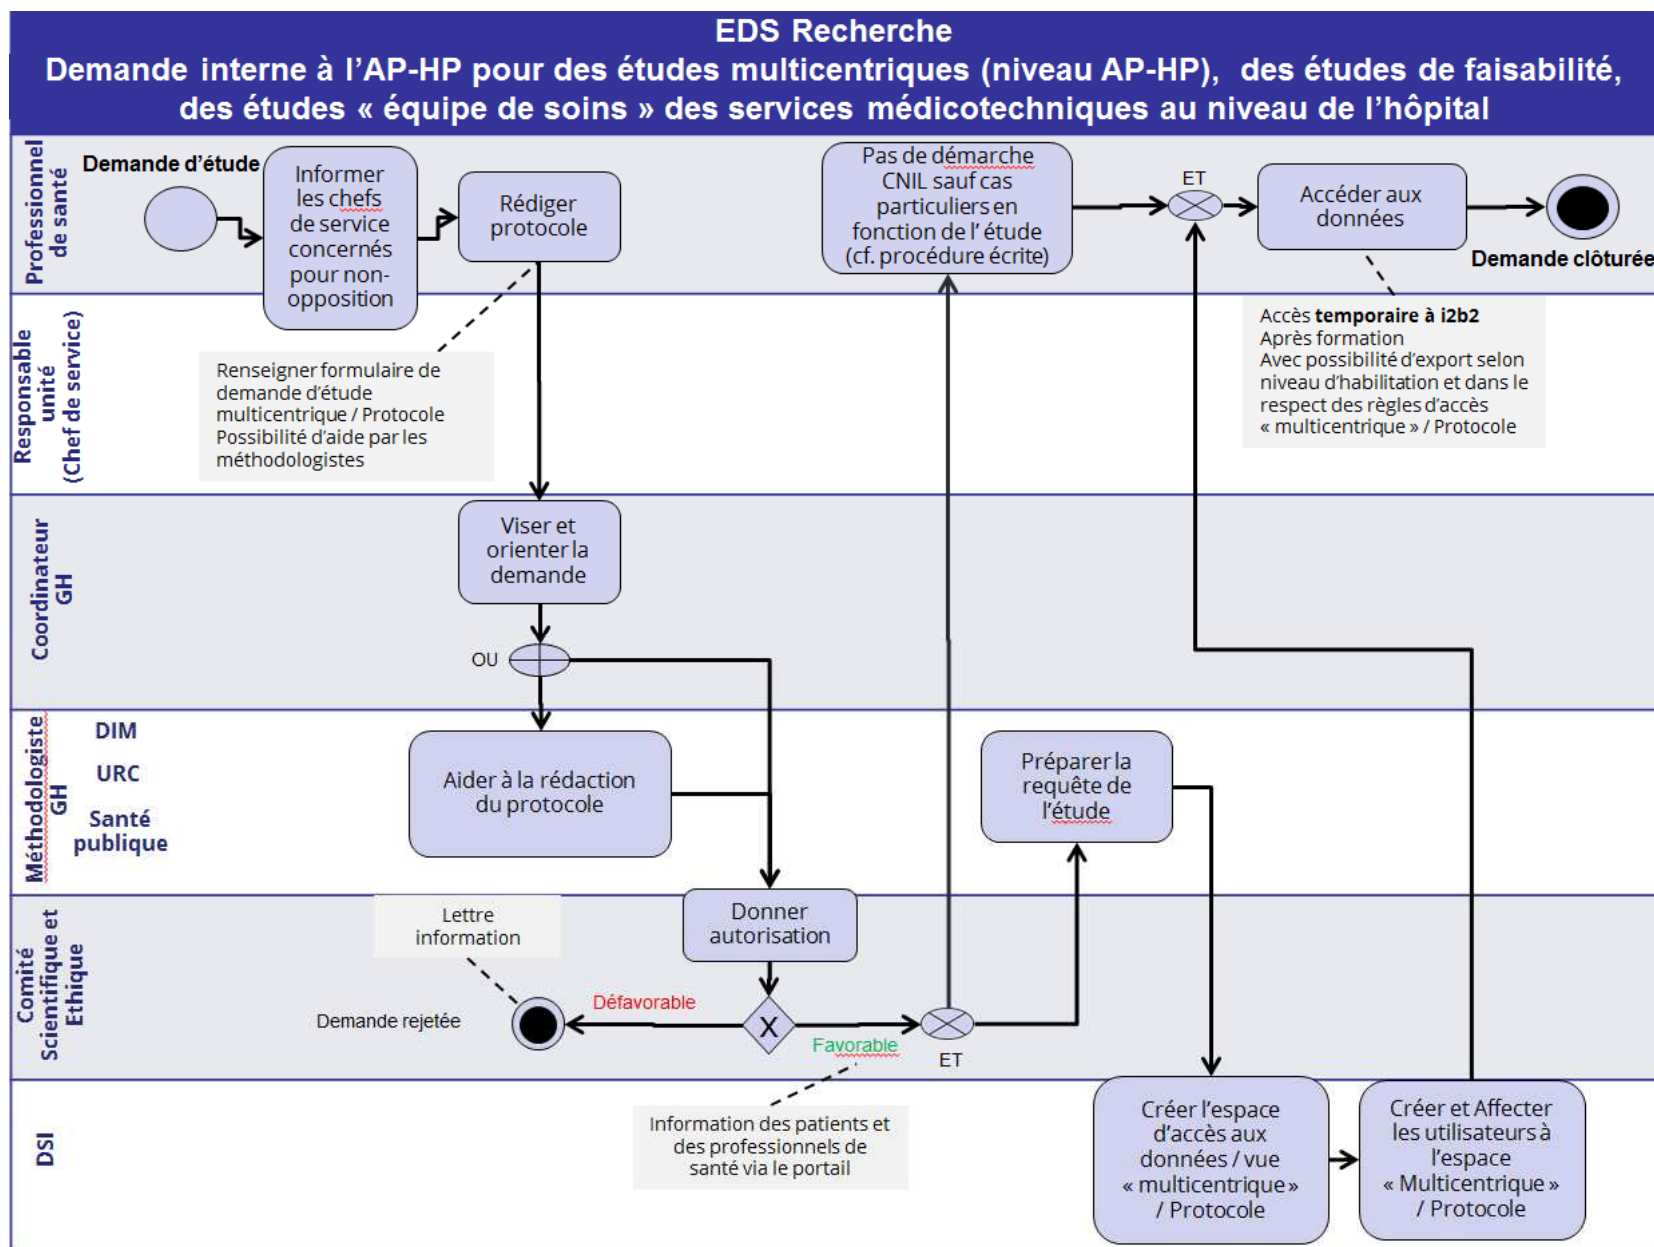 EDS Recherche
Demande interne à l'AP-HP pour des études multicentriques (niveau AP-HP), des études de faisabilité,
des études « équipe de soins » des services médicotechniques au niveau de l'hôpital
Professionnel
de santé
Demande d'étude
Informer
les chefs
de service
concernés
pour non-
opposition
Rédiger
protocole
Pas de démarche
CNIL sauf cas
particuliers en
fonction de l' étude
(cf. procédure écrite)
ET
Accéder aux
données
Demande clôturée
Responsable
unité
(Chef de service)
Renseigner formulaire de
demande d'étude
multicentrique / Protocole
Possibilité d'aide par les
méthodologistes
Accès temporaire à i2b2
Après formation
Avec possibilité d'export selon
niveau d'habilitation et dans le
respect des règles d'accès
« multicentrique » / Protocole
Coordinateur
GH
Viser et
orienter la
demande
OU
Méthodologiste
GH
DIM
URC
Santé
publique
Aider à la rédaction
du protocole
Préparer la
requête de
l'étude
Comité
Scientifique et
Ethique
Lettre
information
Donner
autorisation
Demande rejetée
Défavorable
X
Favorable
ET
DSI
Information des patients et
des professionnels de
santé via le portail
Créer l'espace
d'accès aux
données / vue
« multicentrique »
/ Protocole
Créer et Affecter
les utilisateurs à
l'espace
« Multicentrique »
/ Protocole